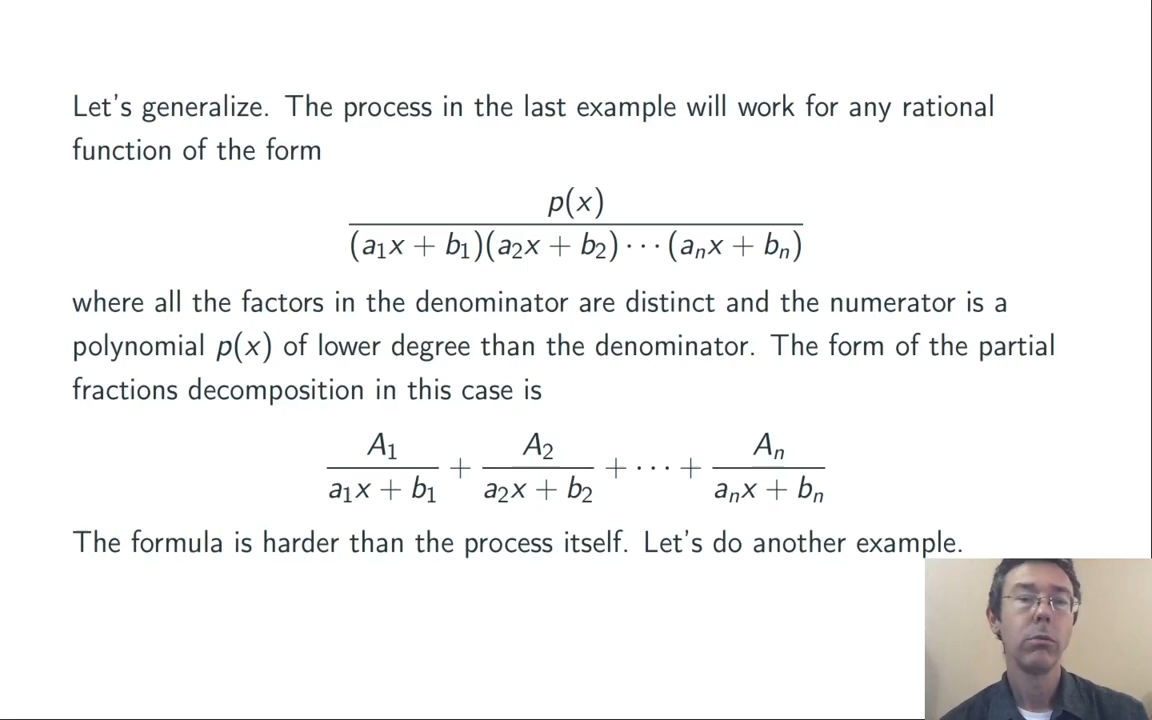 Let's generalize. The process in the last example will work for any rational
function of the form
p(x)
(a₁x + b₁)(a₂x + b₂) ⋯ (aₙx + bₙ)
where all the factors in the denominator are distinct and the numerator is a
polynomial p(x) of lower degree than the denominator. The form of the partial
fractions decomposition in this case is
A₁ A₂ Aₙ
+ + ⋯ +
a₁x + b₁ a₂x + b₂ aₙx + bₙ
The formula is harder than the process itself. Let's do another example.